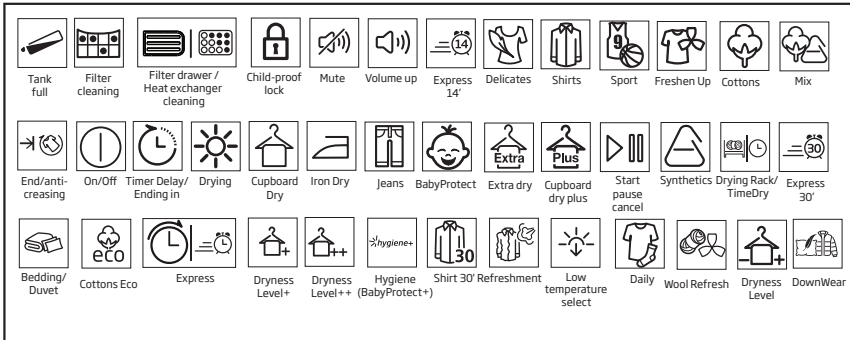 14
9
Tank full
Filter cleaning
Filter drawer / Heat exchanger cleaning
Child-proof lock
Mute
Volume up
Express 14'
Delicates
Shirts
Sport
Freshen Up
Cottons
Mix
Extra
Plus
30
End/anti-creasing
On/Off
Timer Delay/ Ending in
Drying
Cupboard Dry
Iron Dry
Jeans
BabyProtect
Extra dry
Cupboard dry plus
Start pause cancel
Synthetics
Drying Rack/ TimeDry
Express 30'
eco
+
++
hygiene+
30
- +
Bedding/ Duvet
Cottons Eco
Express
Dryness Level+
Dryness Level++
Hygiene (BabyProtect+)
Shirt 30'
Refreshment
Low temperature select
Daily
Wool Refresh
Dryness Level
DownWear